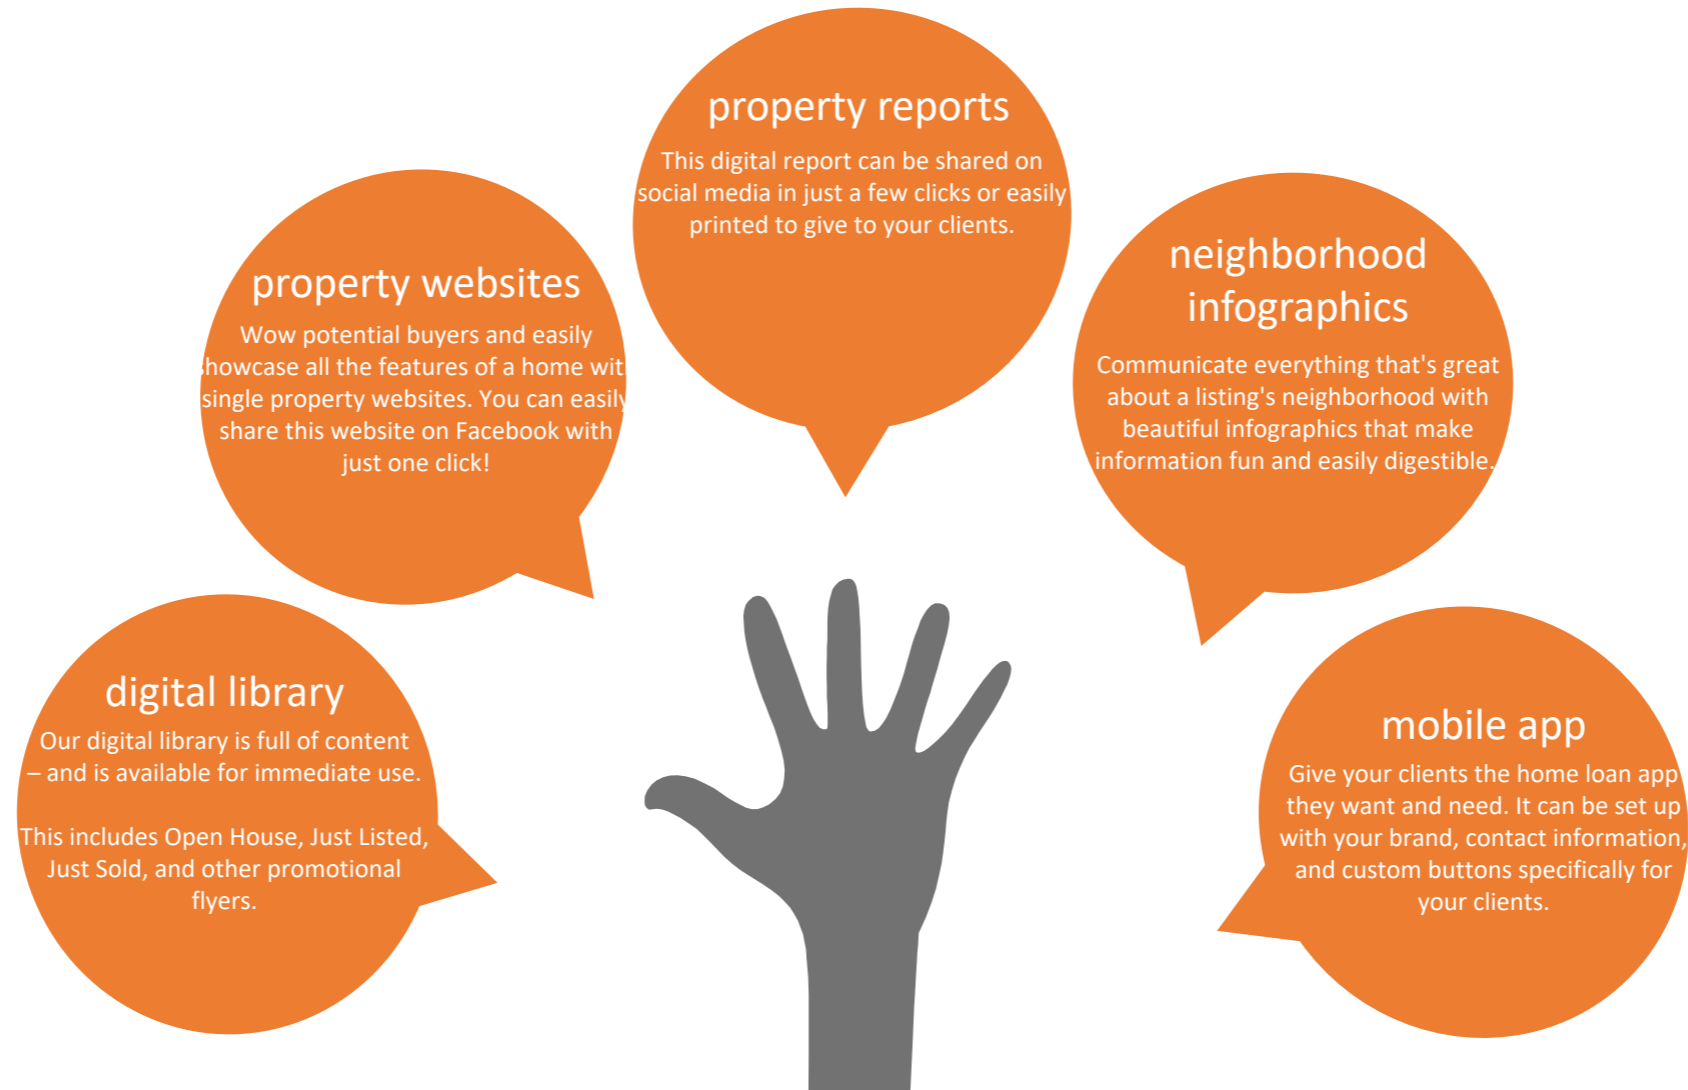 property reports
This digital report can be shared on
social media in just a few clicks or easily
printed to give to your clients.
property websites
Wow potential buyers and easily
showcase all the features of a home with
single property websites. You can easily
share this website on Facebook with
just one click!
neighborhood
infographics
Communicate everything that's great
about a listing's neighborhood with
beautiful infographics that make
information fun and easily digestible.
digital library
Our digital library is full of content
– and is available for immediate use.
This includes Open House, Just Listed,
Just Sold, and other promotional
flyers.
mobile app
Give your clients the home loan app
they want and need. It can be set up
with your brand, contact information,
and custom buttons specifically for
your clients.